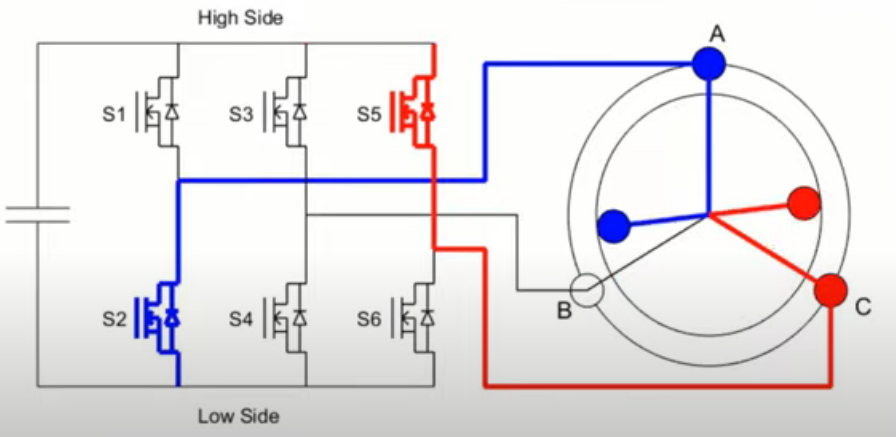 High Side
A
S1
S3
S5
S2
S4
S6
B
C
Low Side